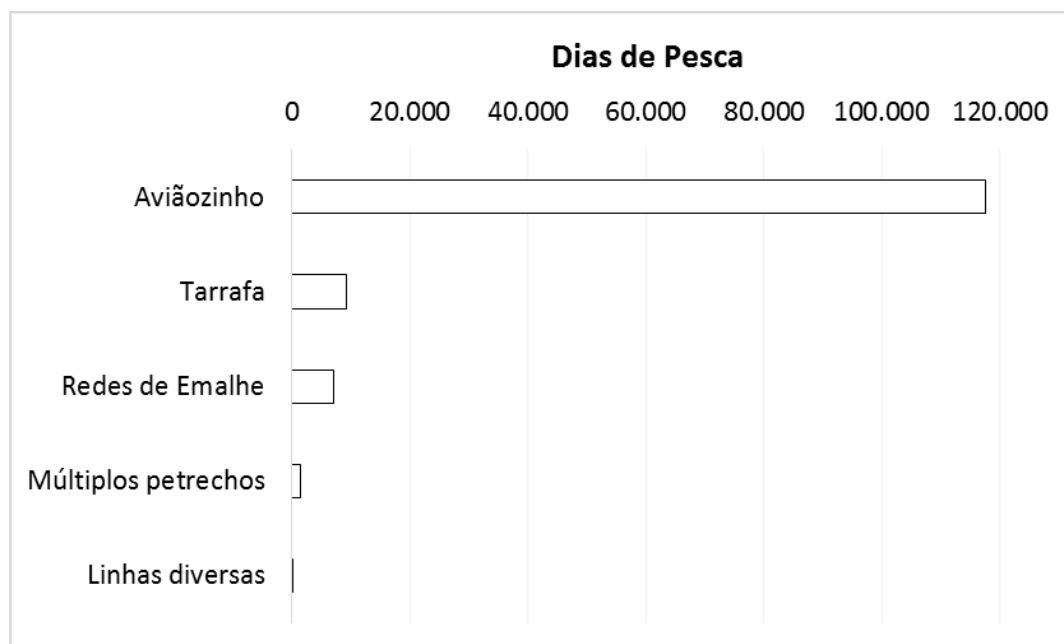 Dias de Pesca
0 20.000 40.000 60.000 80.000 100.000 120.000
Aviãozinho
Tarrafa
Redes de Emalhe
Múltiplos petrechos
Linhas diversas